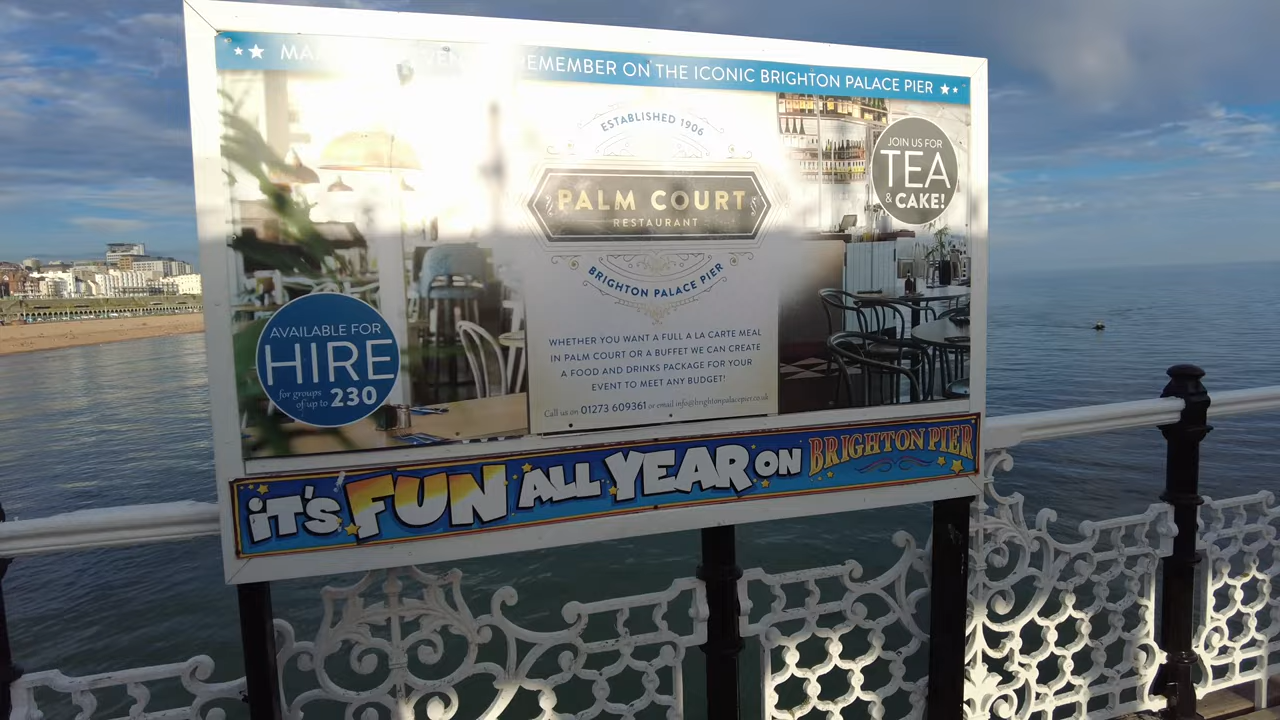 REMEMBER ON THE ICONIC BRIGHTON PALACE PIER
ESTABLISHED 1906
PALM COURT
RESTAURANT
BRIGHTON PALACE PIER
WHETHER YOU WANT A FULL A LA CARTE MEAL
IN PALM COURT OR A BUFFET WE CAN CREATE
A FOOD AND DRINKS PACKAGE FOR YOUR
EVENT TO MEET ANY BUDGET!
Call us on 01273 609361 or email info@brightonpalacepier.co.uk
AVAILABLE FOR
HIRE
for groups
of up to 230
JOIN US FOR
TEA
& CAKE!
IT'S FUN ALL YEAR ON BRIGHTON PIER